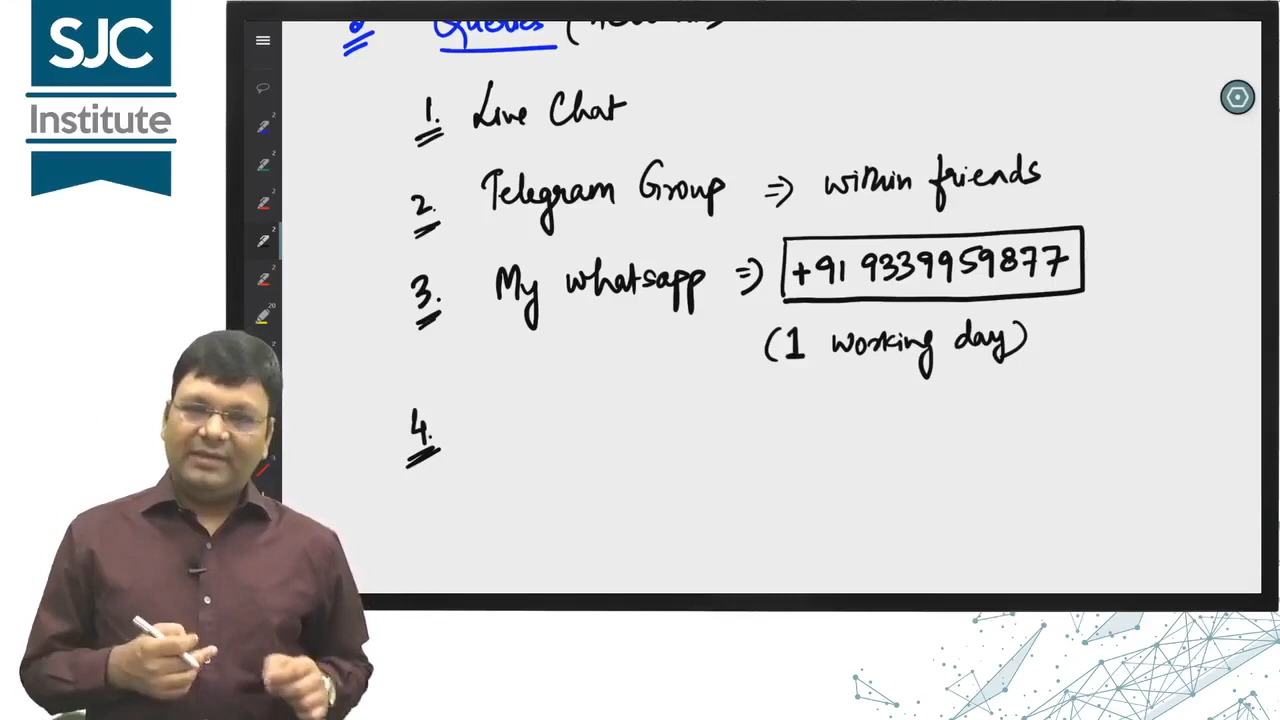 SJC
Institute
Queries
1. Live Chat
2. Telegram Group ⇒ within friends
3. My whatsapp ⇒ +91 9339959877
(1 working day)
4.